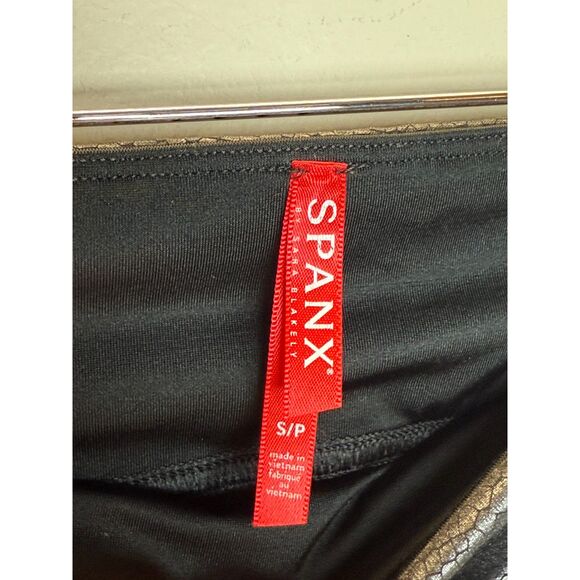 SPANX®
BY SARA BLAKELY
S/P
made in
vietnam
fabriqué
au
vietnam